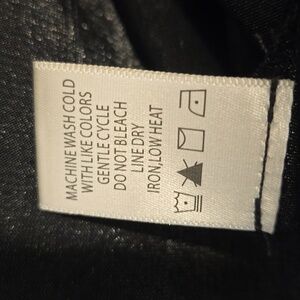 MACHINE WASH COLD
WITH LIKE COLORS
GENTLE CYCLE
DO NOT BLEACH
LINE DRY
IRON,LOW HEAT